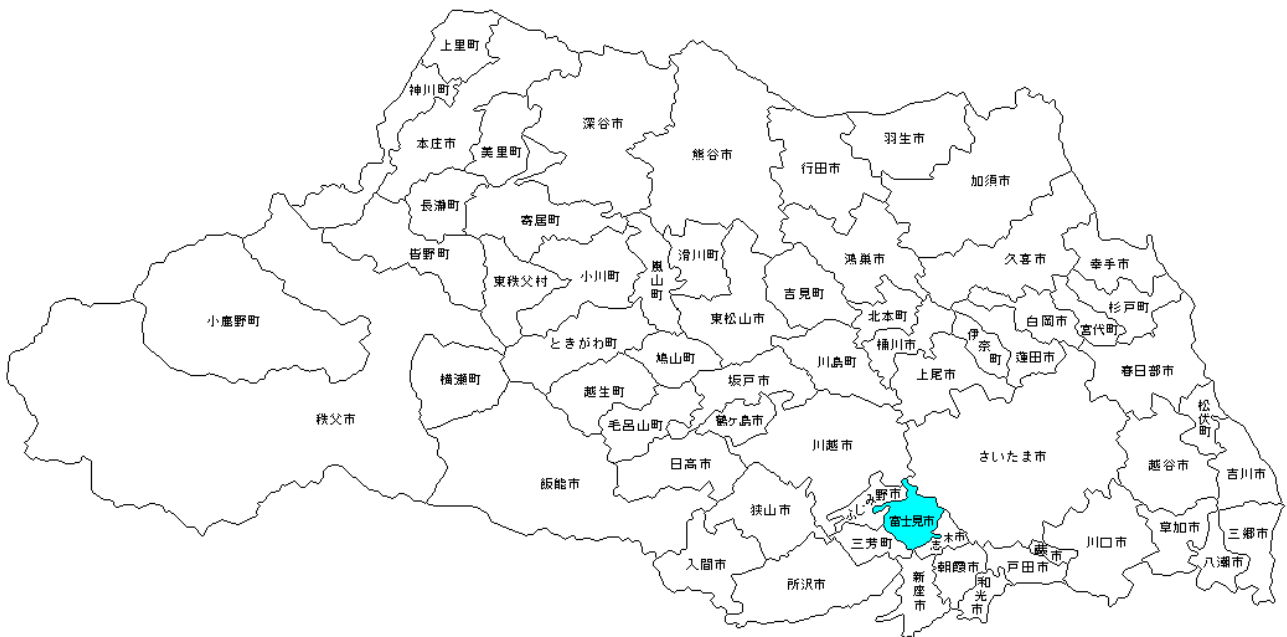 上里町
神川町
本庄市
美里町
深谷市
熊谷市
行田市
羽生市
加須市
長瀞町
寄居町
皆野町
東秩父村
小川町
嵐山町
滑川町
吉見町
鴻巣市
久喜市
幸手市
小鹿野町
東松山市
北本町
白岡市
杉戸町
宮代町
ときがわ町
鳩山町
川島町
桶川市
伊奈町
蓮田市
横瀬町
越生町
坂戸市
上尾市
春日部市
秩父市
毛呂山町
鶴ヶ島市
松伏町
川越市
さいたま市
日高市
越谷市
吉川市
飯能市
狭山市
ふじみ野市
富士見市
三芳町
志木市
川口市
草加市
三郷市
入間市
所沢市
新座市
朝霞市
和光市
戸田市
蕨市
八潮市